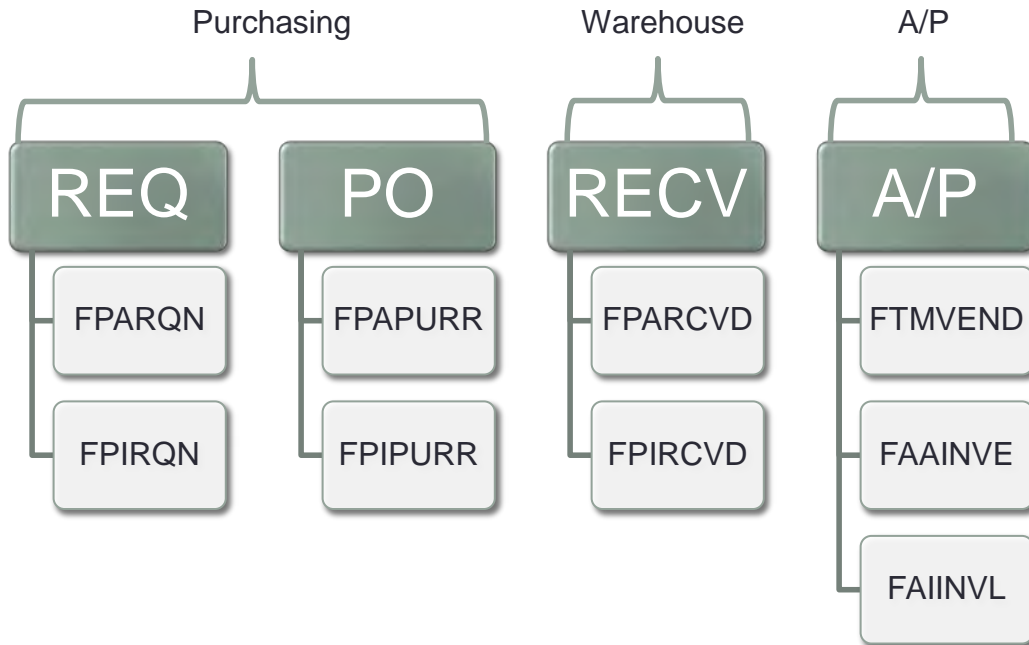 Purchasing
Warehouse
A/P
REQ
PO
RECV
A/P
FPARQN
FPAPURR
FPARCVD
FTMVEND
FPIRQN
FPIPURR
FPIRCVD
FAAINVE
FAIINVL